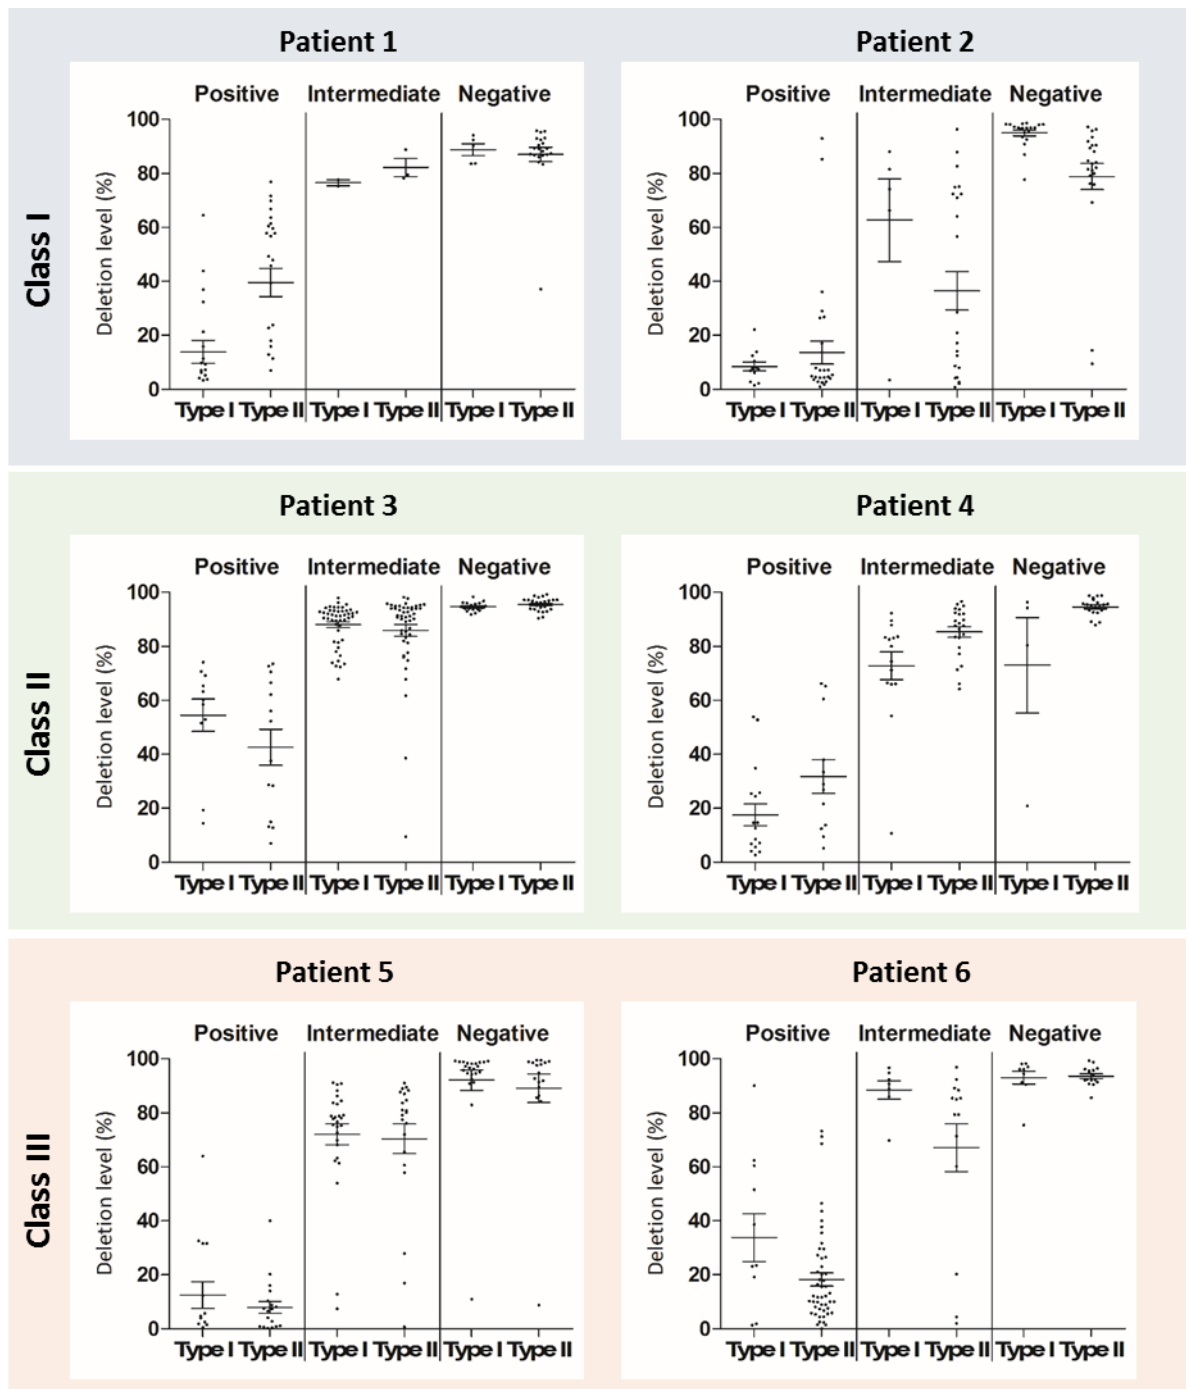 Class I
Patient 1
Positive Intermediate Negative
Deletion level (%)
100
80
60
40
20
0
Type I Type II Type I Type II Type I Type II
Patient 2
Positive Intermediate Negative
Deletion level (%)
100
80
60
40
20
0
Type I Type II Type I Type II Type I Type II
Class II
Patient 3
Positive Intermediate Negative
Deletion level (%)
100
80
60
40
20
0
Type I Type II Type I Type II Type I Type II
Patient 4
Positive Intermediate Negative
Deletion level (%)
100
80
60
40
20
0
Type I Type II Type I Type II Type I Type II
Class III
Patient 5
Positive Intermediate Negative
Deletion level (%)
100
80
60
40
20
0
Type I Type II Type I Type II Type I Type II
Patient 6
Positive Intermediate Negative
Deletion level (%)
100
80
60
40
20
0
Type I Type II Type I Type II Type I Type II